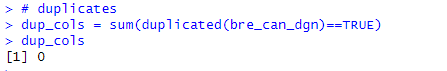 > # duplicates
> dup_cols = sum(duplicated(bre_can_dgn)==TRUE)
> dup_cols
[1] 0